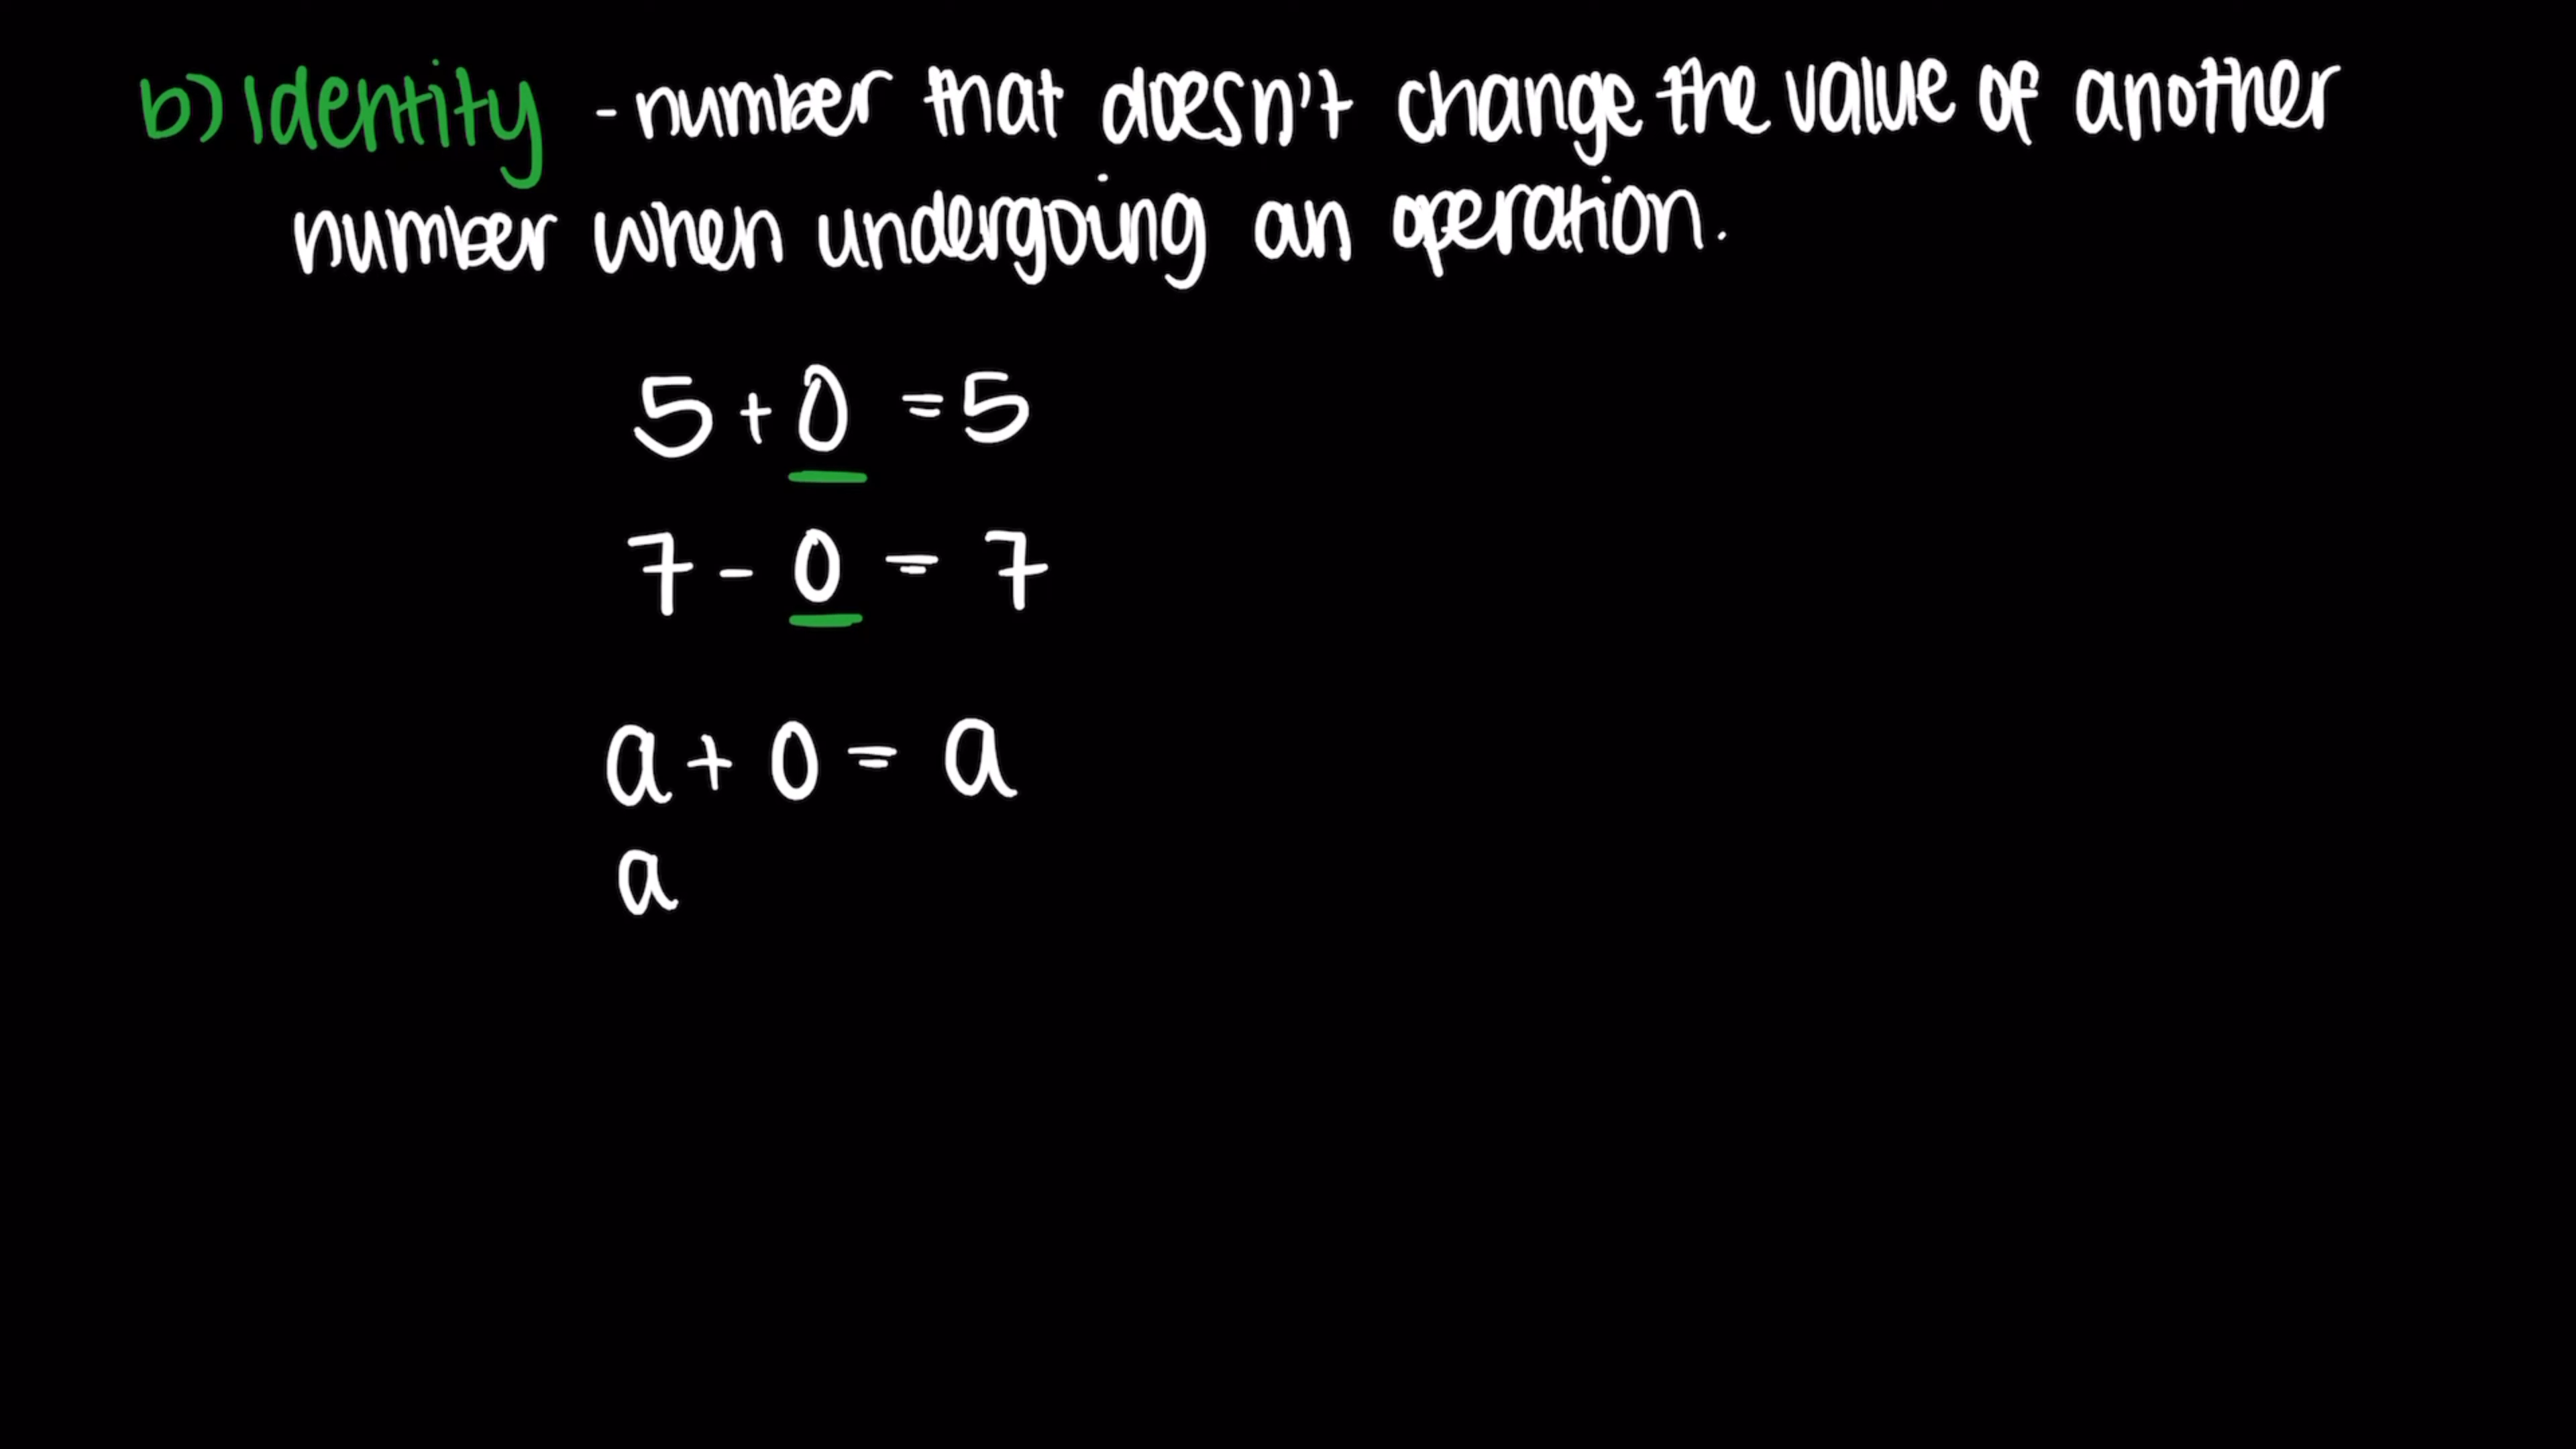 b) Identity - number that doesn't change the value of another
number when undergoing an operation.
5 + 0 = 5
7 - 0 = 7
a + 0 = a
a